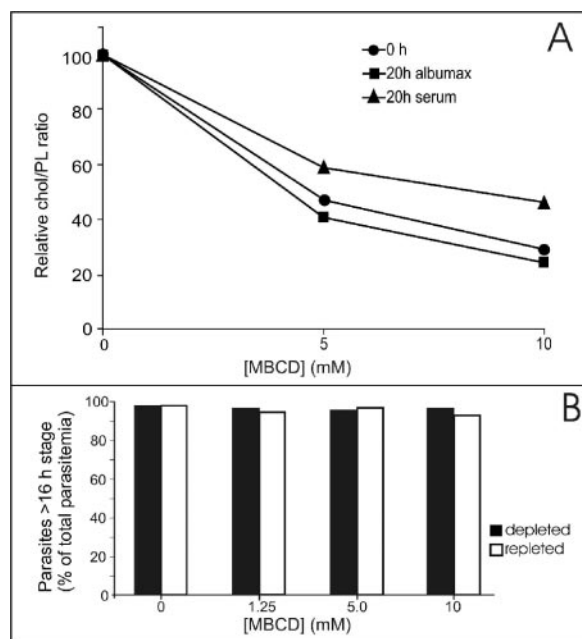 A
100
80
60
40
20
0
Relative chol/PL ratio
0 h
20h albumax
20h serum
0
5
10
[MBCD] (mM)
B
100
80
60
40
20
Parasites >16 h stage
(% of total parasitemia)
depleted
repleted
0
1.25
5.0
10
[MBCD] (mM)